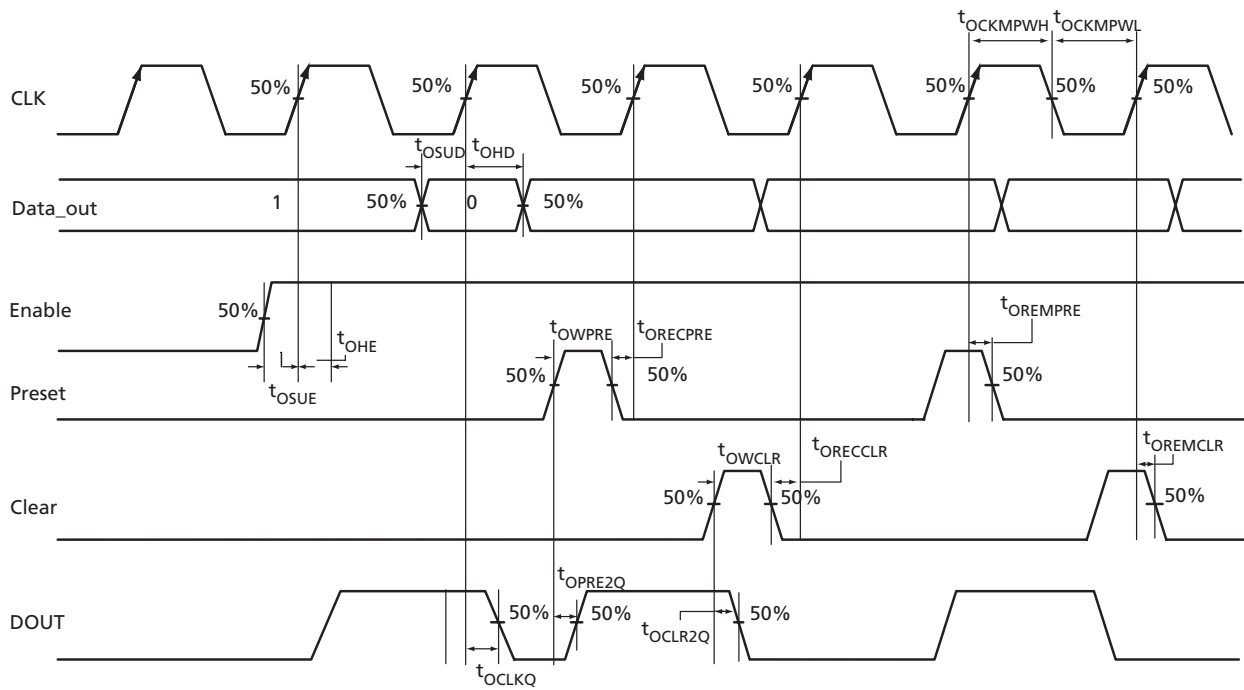 tOCKMPWH tOCKMPWL
CLK 50% 50% 50% 50% 50% 50% 50%
tOSUD tOHD
Data_out 1 50% 0 50%
Enable 50%
tOHE tOWPRE tORECPRE tOREMPRE
tOSUE
Preset 50% 50% 50%
tOWCLR tORECCLR tOREMCLR
Clear 50% 50% 50%
tOPRE2Q
DOUT 50% 50% tOCLR2Q 50%
tOCLKQ